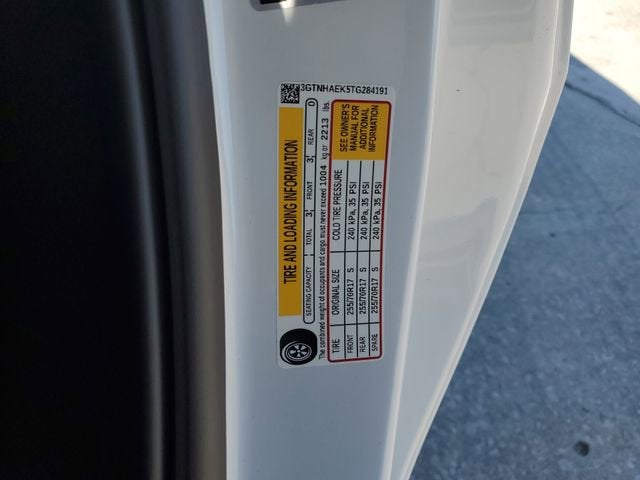 3GTNHAEK5TG284191
TIRE AND LOADING INFORMATION
SEATING CAPACITY TOTAL 3 FRONT 3 REAR 0
The combined weight of occupants and cargo must never exceed 1004 kg or 2213 lbs.
TIRE ORIGINAL SIZE COLD TIRE PRESSURE
FRONT 255/70R17 S 240 kPa, 35 PSI
REAR 255/70R17 S 240 kPa, 35 PSI
SPARE 255/70R17 S 240 kPa, 35 PSI
SEE OWNER'S
MANUAL FOR
ADDITIONAL
INFORMATION